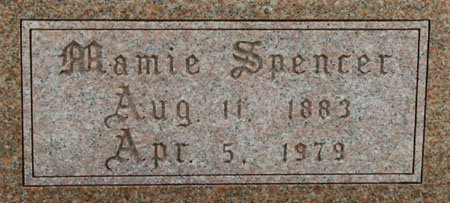 Mamie Spencer
Aug. 11, 1883
Apr. 5, 1979